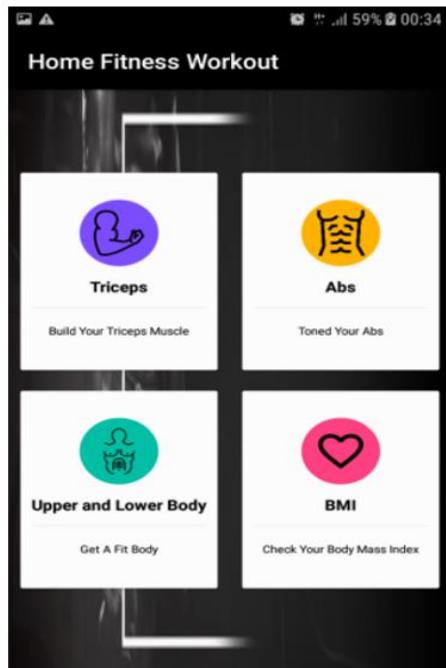 59% 00:34
Home Fitness Workout
Triceps
Build Your Triceps Muscle
Abs
Toned Your Abs
Upper and Lower Body
Get A Fit Body
BMI
Check Your Body Mass Index